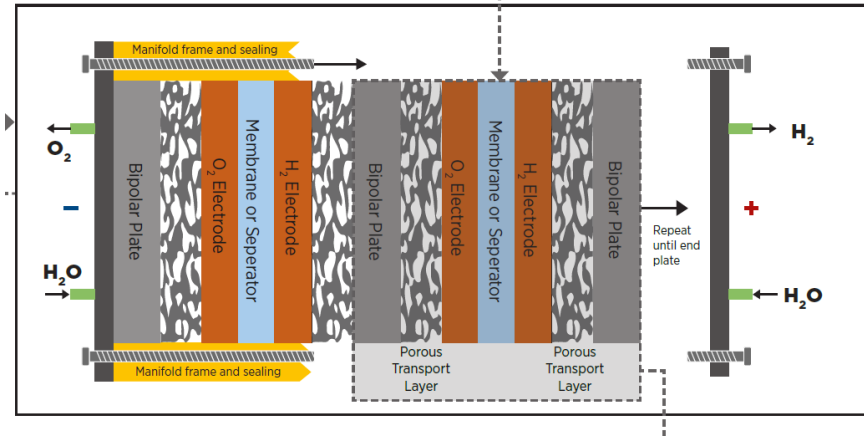 Manifold frame and sealing
O₂
−
H₂O
Bipolar Plate
O₂ Electrode
Membrane or Seperator
H₂ Electrode
Bipolar Plate
O₂ Electrode
Membrane or Seperator
H₂ Electrode
Bipolar Plate
Repeat
until end
plate
H₂
+
H₂O
Porous
Transport
Layer
Porous
Transport
Layer
Manifold frame and sealing